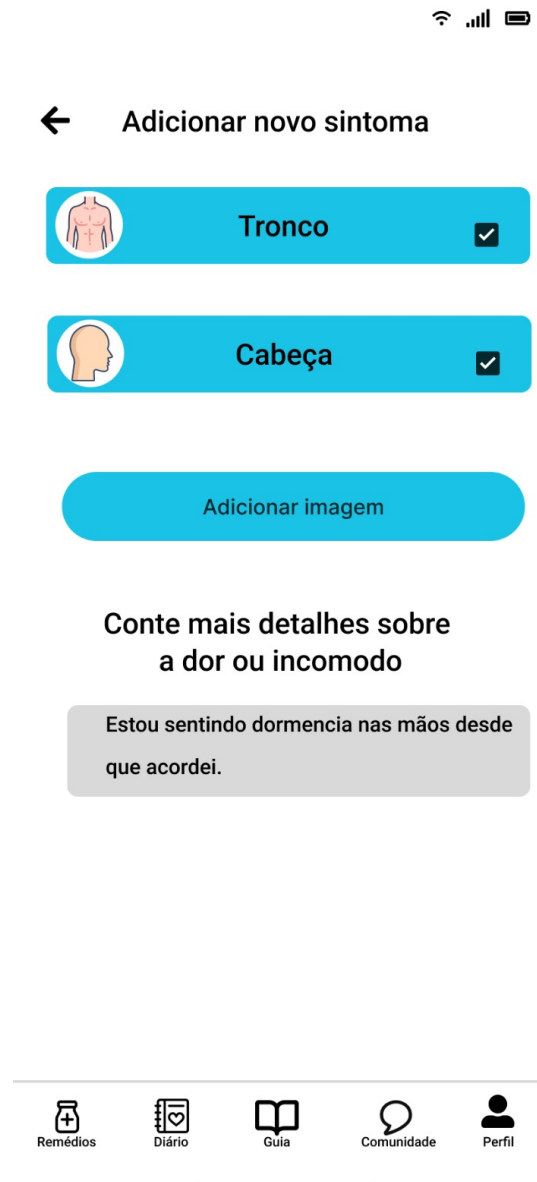 Adicionar novo sintoma
Tronco
Cabeça
Adicionar imagem
Conte mais detalhes sobre
a dor ou incomodo
Estou sentindo dormencia nas mãos desde
que acordei.
Remédios
Diário
Guia
Comunidade
Perfil